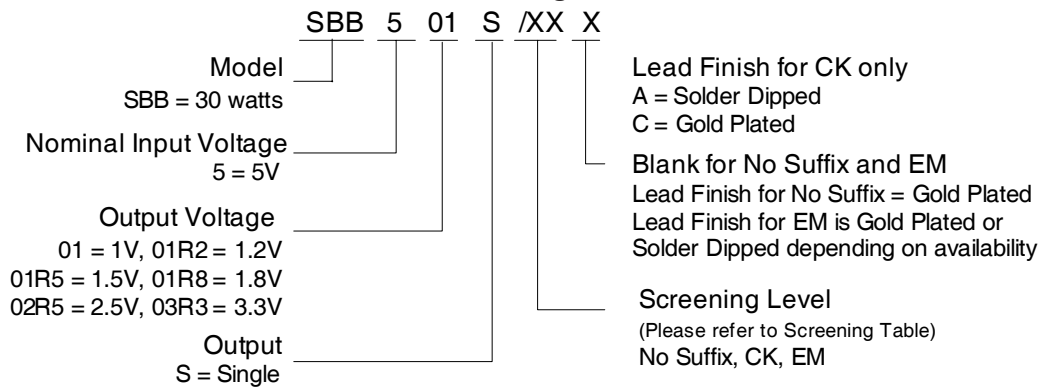 SBB 5 01 S /XX X
Model
SBB = 30 watts
Nominal Input Voltage
5 = 5V
Output Voltage
01 = 1V, 01R2 = 1.2V
01R5 = 1.5V, 01R8 = 1.8V
02R5 = 2.5V, 03R3 = 3.3V
Output
S = Single
Lead Finish for CK only
A = Solder Dipped
C = Gold Plated
Blank for No Suffix and EM
Lead Finish for No Suffix = Gold Plated
Lead Finish for EM is Gold Plated or
Solder Dipped depending on availability
Screening Level
(Please refer to Screening Table)
No Suffix, CK, EM